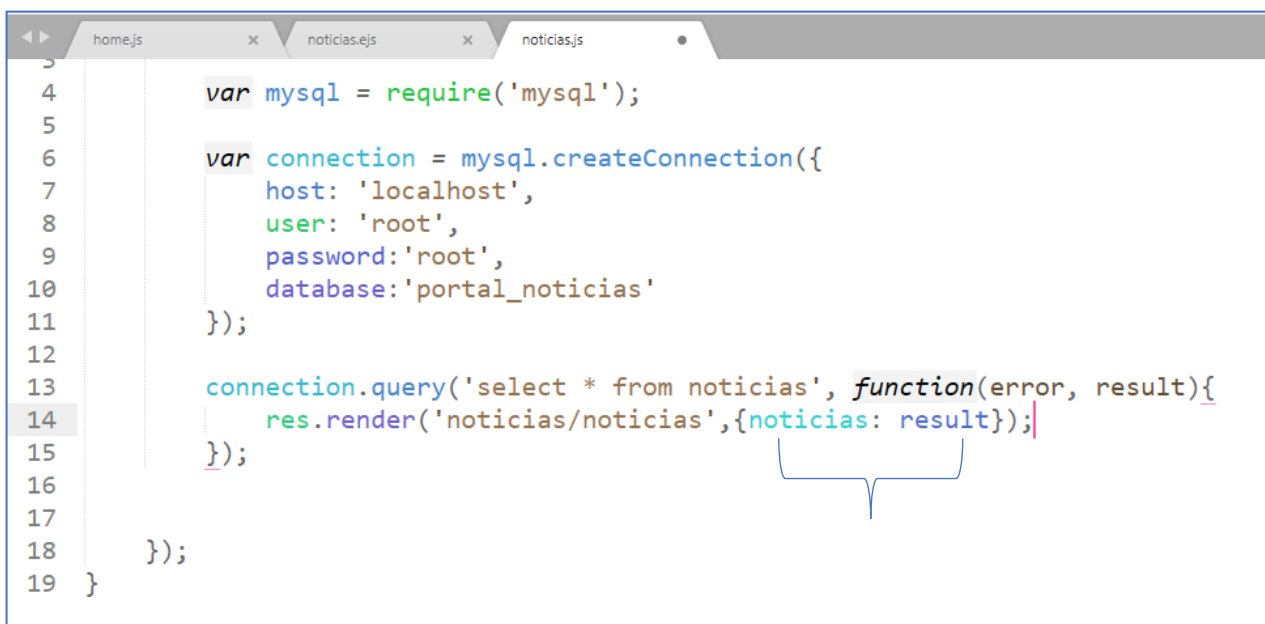 home.js × noticias.ejs × noticias.js
3
4 var mysql = require('mysql');
5
6 var connection = mysql.createConnection({
7 host: 'localhost',
8 user: 'root',
9 password:'root',
10 database:'portal_noticias'
11 });
12
13 connection.query('select * from noticias', function(error, result){
14 res.render('noticias/noticias',{noticias: result});
15 });
16
17
18 });
19 }